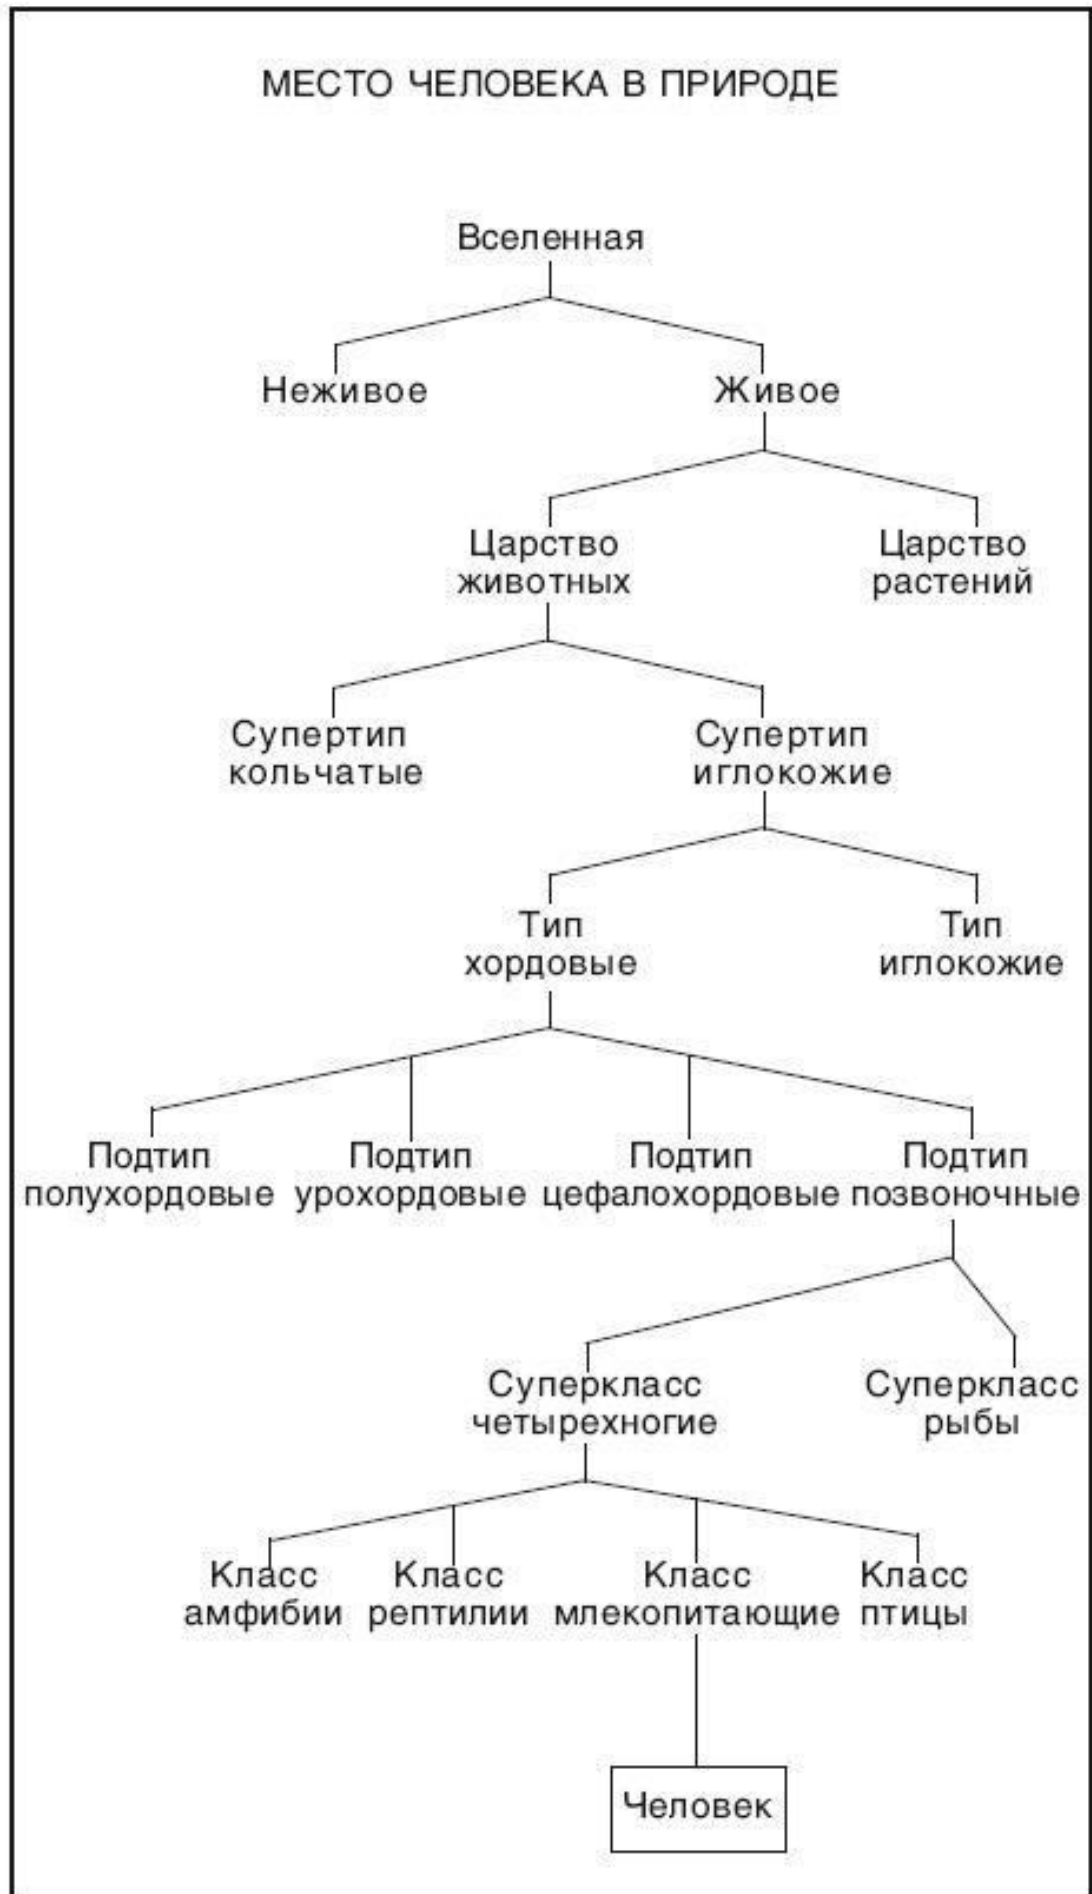 МЕСТО ЧЕЛОВЕКА В ПРИРОДЕ
Вселенная
Неживое
Живое
Царство
животных
Царство
растений
Супертип
кольчатые
Супертип
иглокожие
Тип
хордовые
Тип
иглокожие
Подтип
полухордовые
Подтип
урохордовые
Подтип
цефалохордовые
Подтип
позвоночные
Суперкласс
четырехногие
Суперкласс
рыбы
Класс
амфибии
Класс
рептилии
Класс
млекопитающие
Класс
птицы
Человек